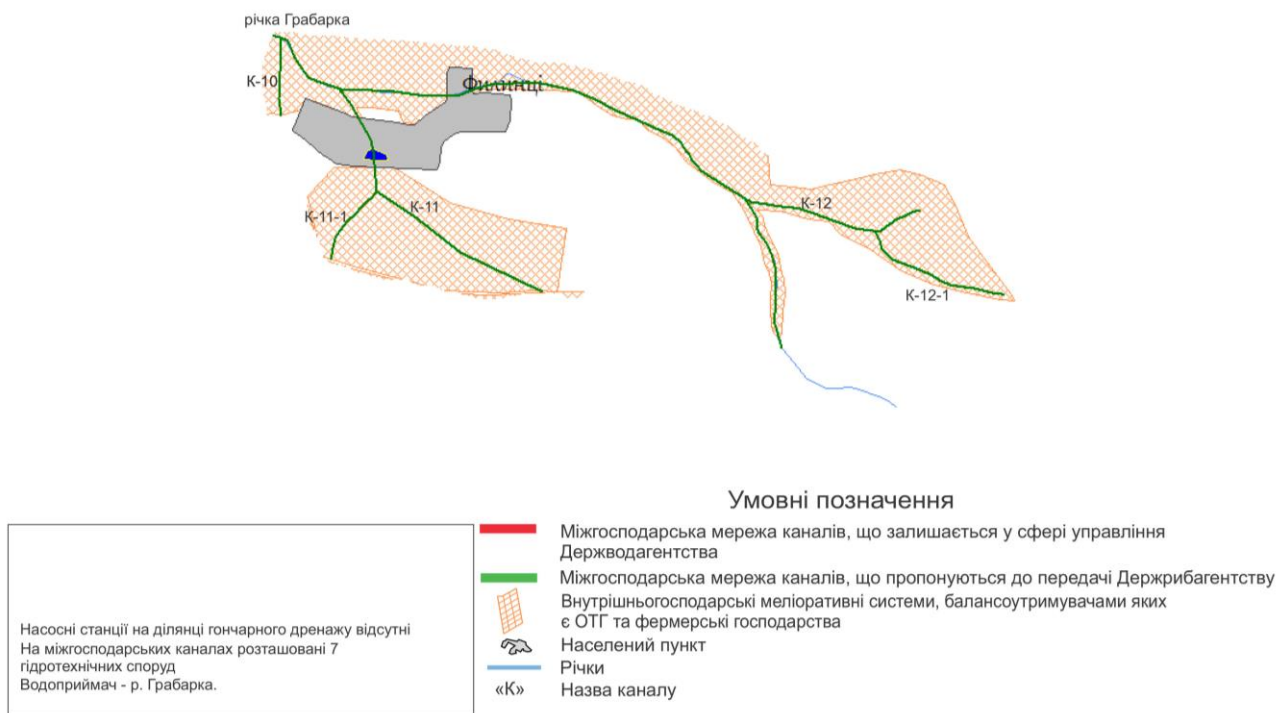 річка Грабарка
К-10
Филипці
К-11-1
К-11
К-12
К-12-1
Умовні позначення
Міжгосподарська мережа каналів, що залишається у сфері управління
Держводагентства
Міжгосподарська мережа каналів, що пропонуються до передачі Держрибагентству
Внутрішньогосподарські меліоративні системи, балансоутримувачами яких
є ОТГ та фермерські господарства
Населений пункт
Річки
«К» Назва каналу
Насосні станції на ділянці гончарного дренажу відсутні
На міжгосподарських каналах розташовані 7
гідротехнічних споруд
Водоприймач - р. Грабарка.